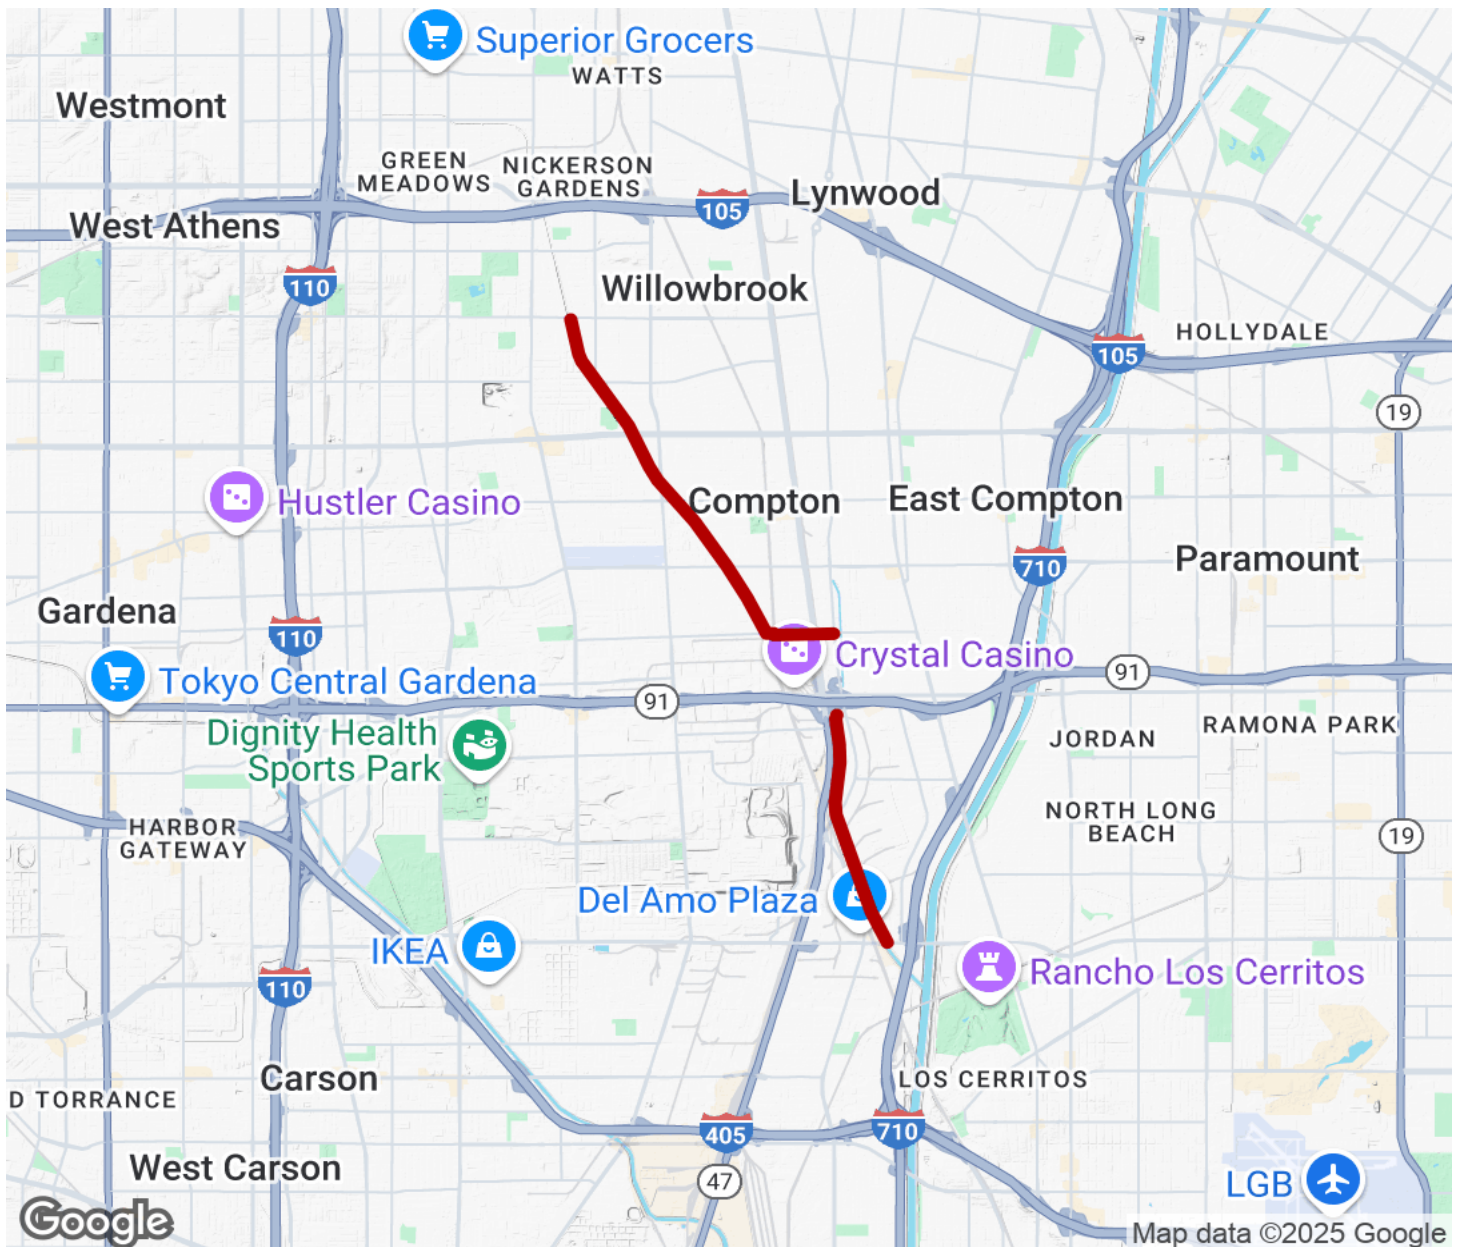 Superior Grocers
WATTS
Westmont
GREEN
MEADOWS
NICKERSON
GARDENS
Lynwood
105
West Athens
110
Willowbrook
HOLLYDALE
105
19
Hustler Casino
Compton
East Compton
Paramount
710
Gardena
110
Crystal Casino
91
Tokyo Central Gardena
91
Dignity Health
Sports Park
JORDAN
RAMONA PARK
HARBOR
GATEWAY
NORTH LONG
BEACH
19
Del Amo Plaza
IKEA
Rancho Los Cerritos
110
Carson
LOS CERRITOS
D TORRANCE
405
710
West Carson
47
LGB
Google
Map data ©2025 Google